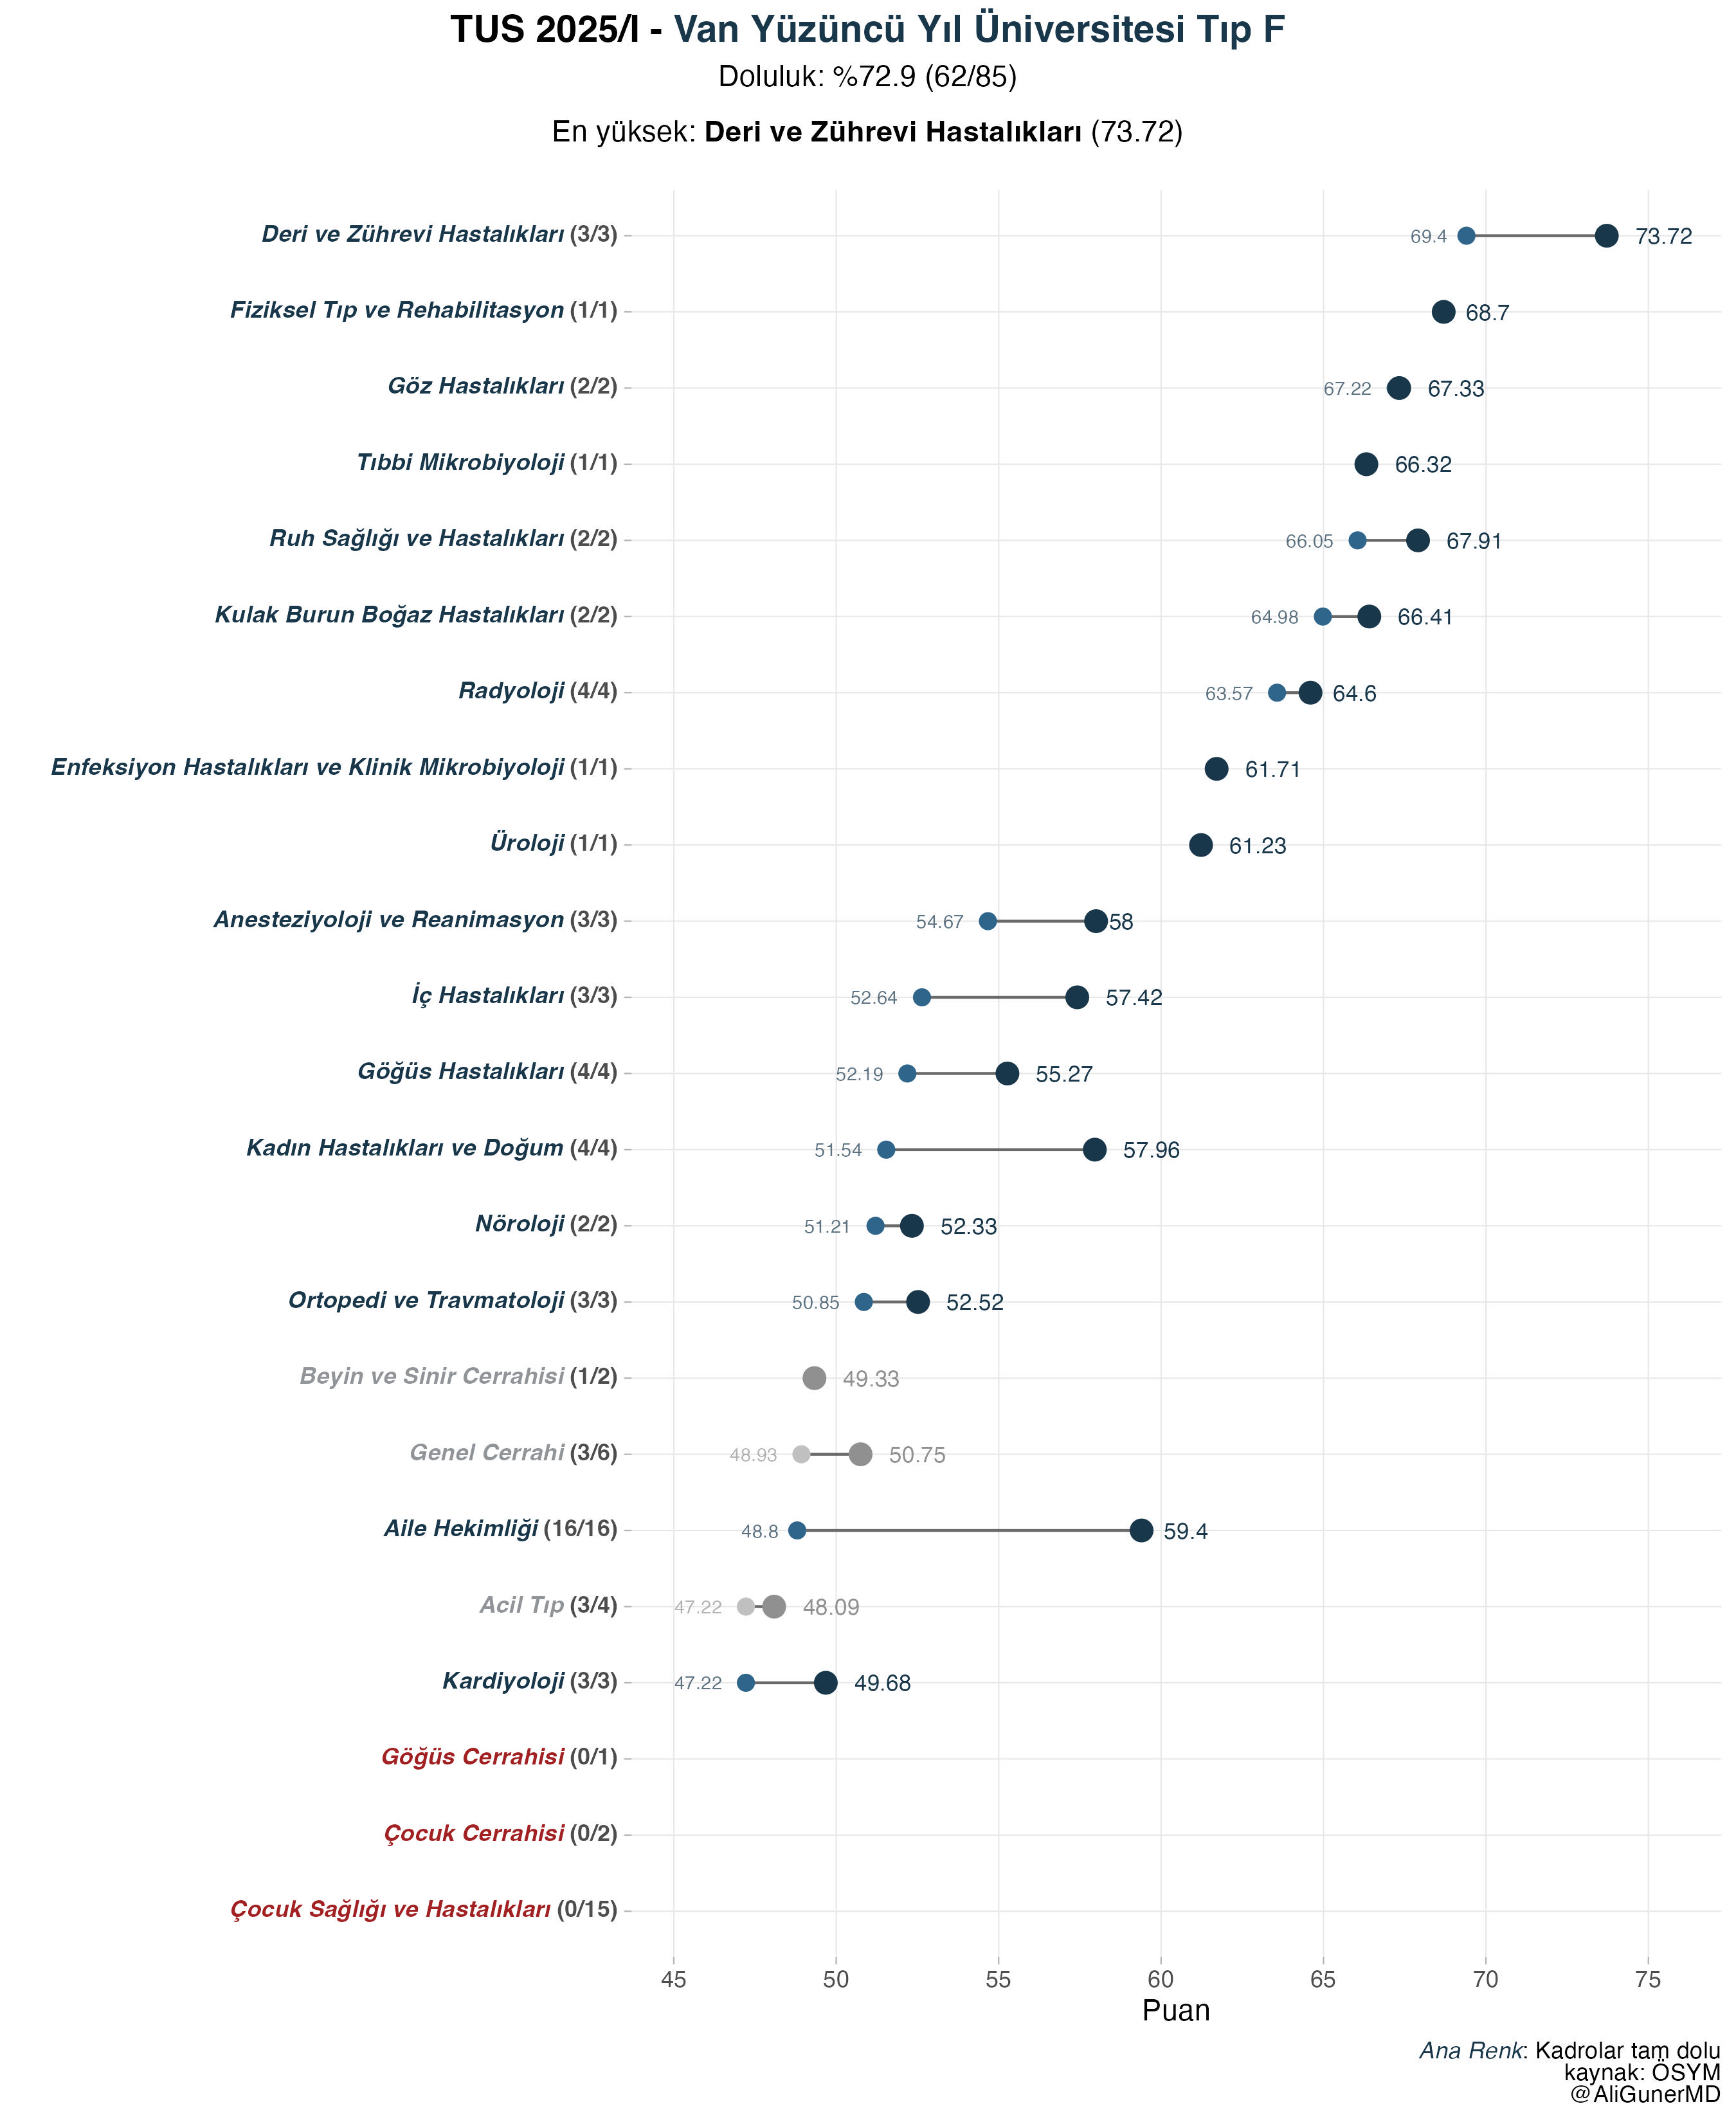 TUS 2025/I - Van Yüzüncü Yıl Üniversitesi Tıp F
Doluluk: %72.9 (62/85)
En yüksek: Deri ve Zührevi Hastalıkları (73.72)
Deri ve Zührevi Hastalıkları (3/3) 69.4 73.72
Fiziksel Tıp ve Rehabilitasyon (1/1) 68.7
Göz Hastalıkları (2/2) 67.22 67.33
Tıbbi Mikrobiyoloji (1/1) 66.32
Ruh Sağlığı ve Hastalıkları (2/2) 66.05 67.91
Kulak Burun Boğaz Hastalıkları (2/2) 64.98 66.41
Radyoloji (4/4) 63.57 64.6
Enfeksiyon Hastalıkları ve Klinik Mikrobiyoloji (1/1) 61.71
Üroloji (1/1) 61.23
Anesteziyoloji ve Reanimasyon (3/3) 54.67 58
İç Hastalıkları (3/3) 52.64 57.42
Göğüs Hastalıkları (4/4) 52.19 55.27
Kadın Hastalıkları ve Doğum (4/4) 51.54 57.96
Nöroloji (2/2) 51.21 52.33
Ortopedi ve Travmatoloji (3/3) 50.85 52.52
Beyin ve Sinir Cerrahisi (1/2) 49.33
Genel Cerrahi (3/6) 48.93 50.75
Aile Hekimliği (16/16) 48.8 59.4
Acil Tıp (3/4) 47.22 48.09
Kardiyoloji (3/3) 47.22 49.68
Göğüs Cerrahisi (0/1)
Çocuk Cerrahisi (0/2)
Çocuk Sağlığı ve Hastalıkları (0/15)
45 50 55 60 65 70 75
Puan
Ana Renk: Kadrolar tam dolu
kaynak: ÖSYM
@AliGunerMD